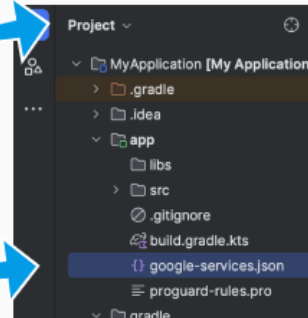 Project
MyApplication [My Application
.gradle
.idea
app
libs
src
.gitignore
build.gradle.kts
google-services.json
proguard-rules.pro
gradle